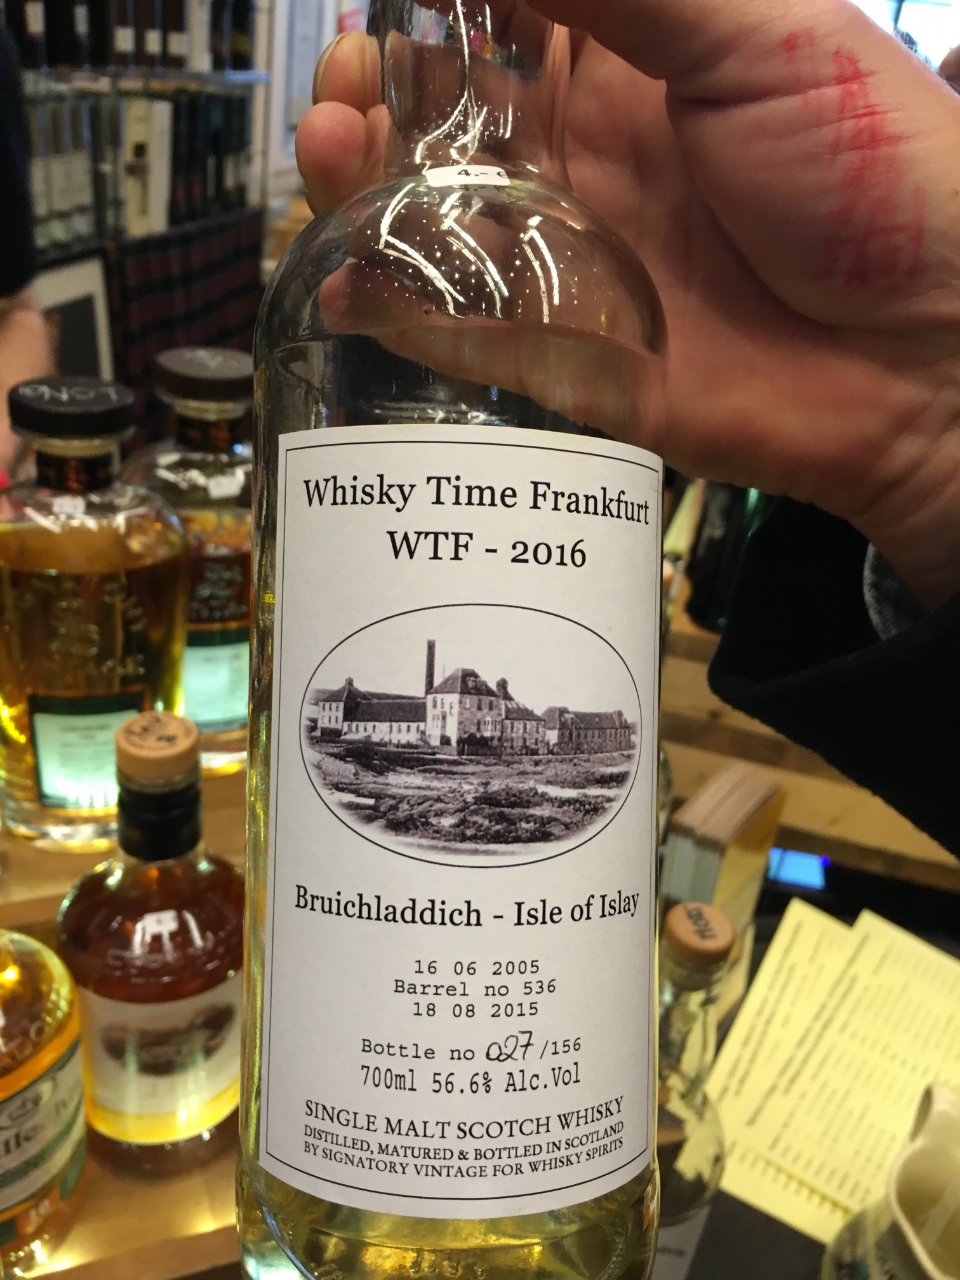 4.- €
Whisky Time Frankfurt
WTF - 2016
Bruichladdich - Isle of Islay
16 06 2005
Barrel no 536
18 08 2015
Bottle no 027/156
700ml 56.6% Alc.Vol
SINGLE MALT SCOTCH WHISKY
DISTILLED, MATURED & BOTTLED IN SCOTLAND
BY SIGNATORY VINTAGE FOR WHISKY SPIRITS
LONG